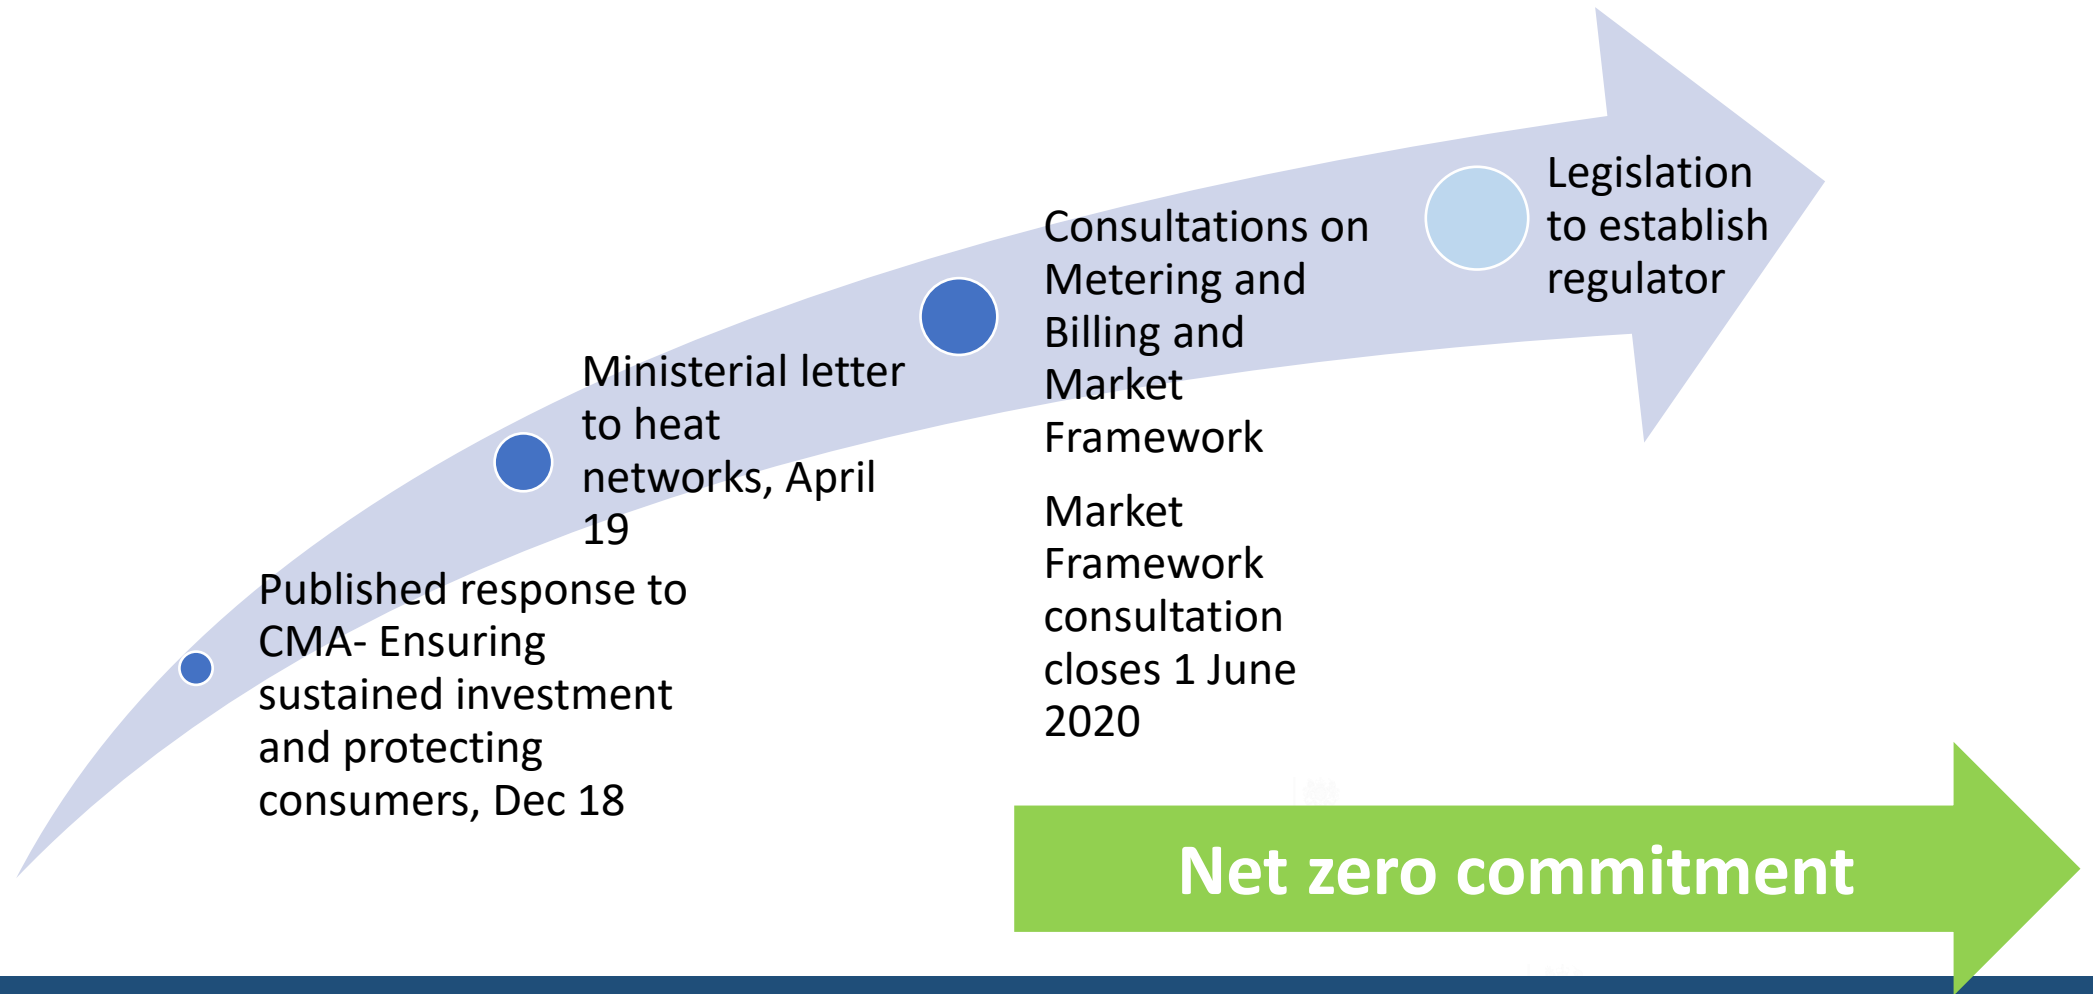 Published response to
CMA- Ensuring
sustained investment
and protecting
consumers, Dec 18
Ministerial letter
to heat
networks, April
19
Consultations on
Metering and
Billing and
Market
Framework
Market
Framework
consultation
closes 1 June
2020
Legislation
to establish
regulator
Net zero commitment